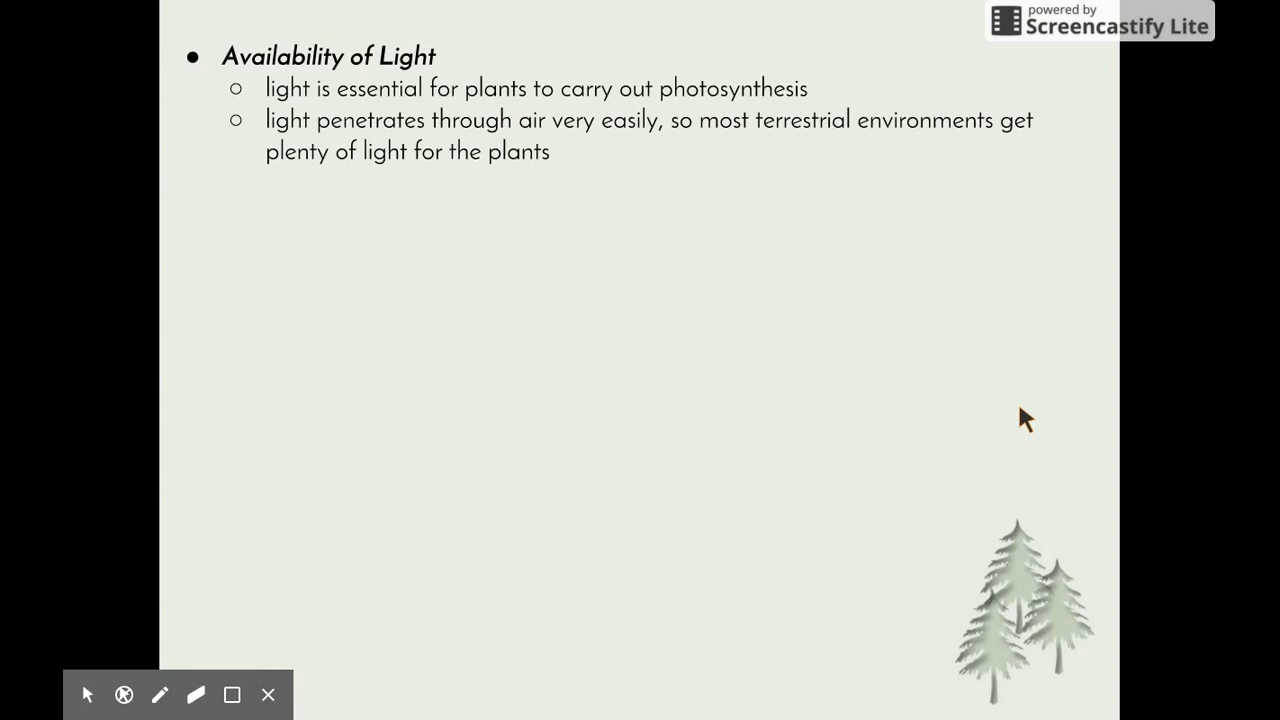 powered by
Screencastify Lite
● Availability of Light
○ light is essential for plants to carry out photosynthesis
○ light penetrates through air very easily, so most terrestrial environments get
plenty of light for the plants